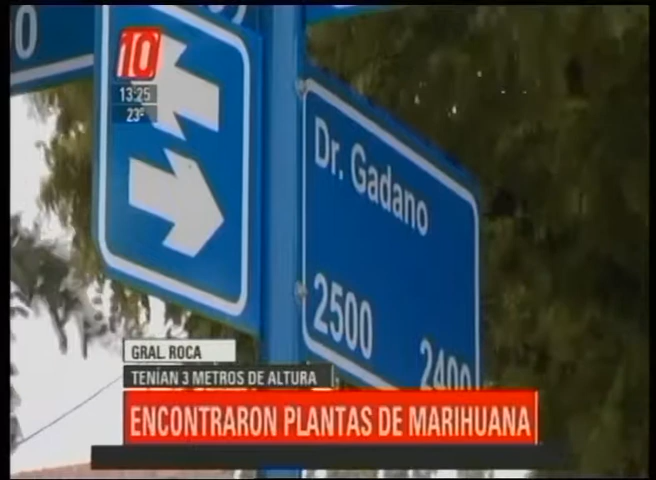 0
10
13:25
23°
Dr. Gadano
2500
2400
GRAL. ROCA
TENÍAN 3 METROS DE ALTURA
ENCONTRARON PLANTAS DE MARIHUANA